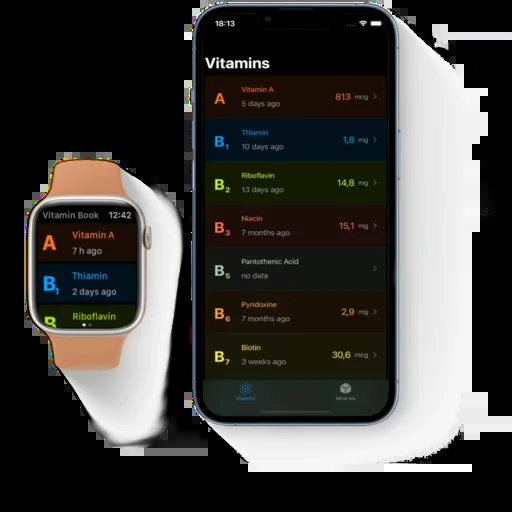 Vitamin Book 12:42
A Vitamin A
7 h ago
B1 Thiamin
2 days ago
Riboflavin
18:13
Vitamins
A Vitamin A 813 mcg
5 days ago
B1 Thiamin 1,8 mg
10 days ago
B2 Riboflavin 14,8 mg
13 days ago
B3 Niacin 15,1 mg
7 months ago
B5 Pantothenic Acid
no data
B6 Pyridoxine 2,9 mg
7 months ago
B7 Biotin 30,6 mcg
3 weeks ago
Vitamins Minerals